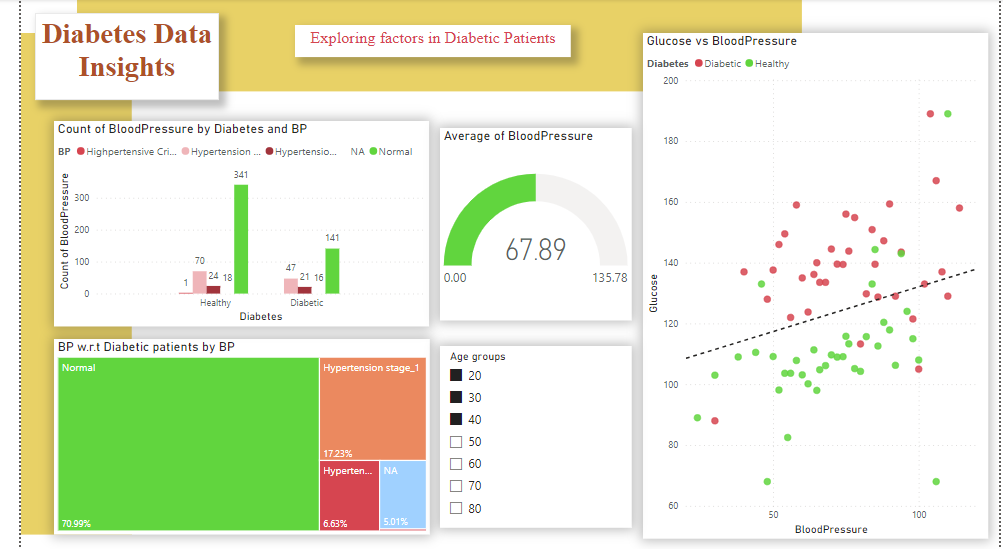 Diabetes Data
Insights
Exploring factors in Diabetic Patients
Count of BloodPressure by Diabetes and BP
BP Highpertensive Cri... Hypertension ... Hypertensio... NA Normal
Count of BloodPressure
300
200
100
0
1
70
24
18
341
47
21
16
141
Healthy
Diabetic
Diabetes
Average of BloodPressure
67.89
0.00
135.78
BP w.r.t Diabetic patients by BP
Normal
70.99%
Hypertension stage_1
17.23%
Hyperten...
6.63%
NA
5.01%
Age groups
20
30
40
50
60
70
80
Glucose vs BloodPressure
Diabetes Diabetic Healthy
Glucose
200
180
160
140
120
100
80
60
50
100
BloodPressure